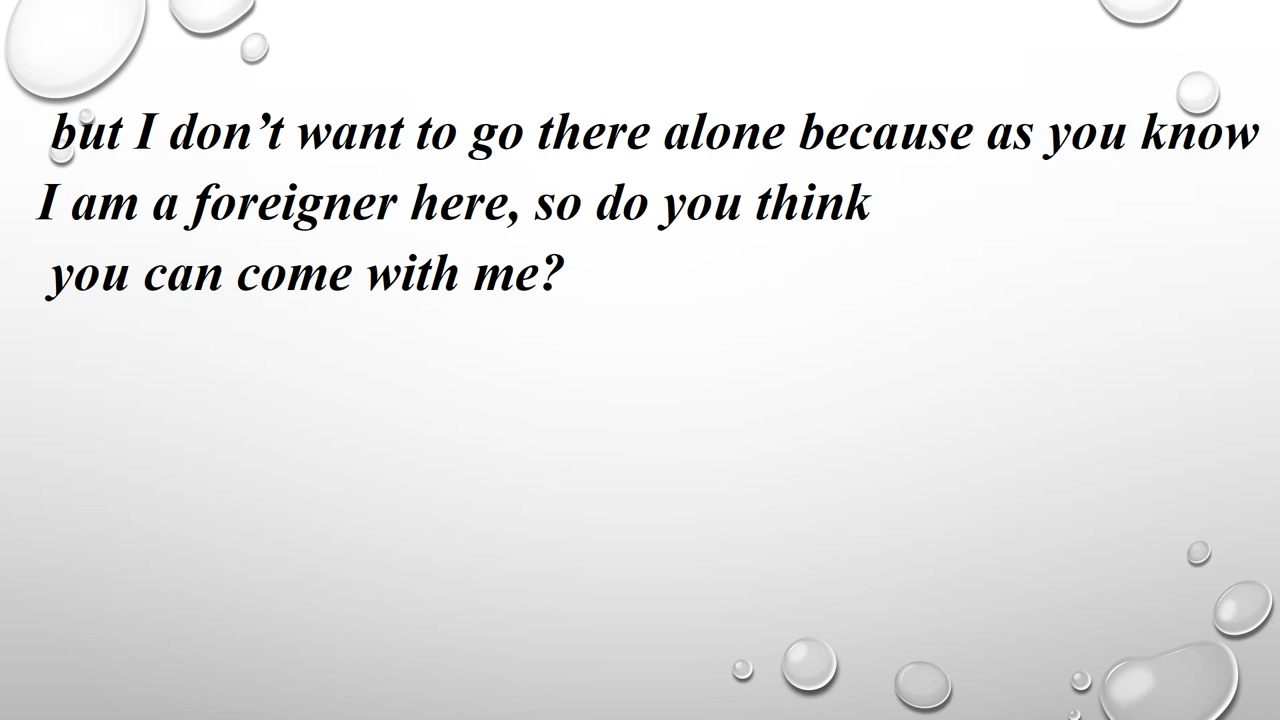 but I don’t want to go there alone because as you know
I am a foreigner here, so do you think
you can come with me?